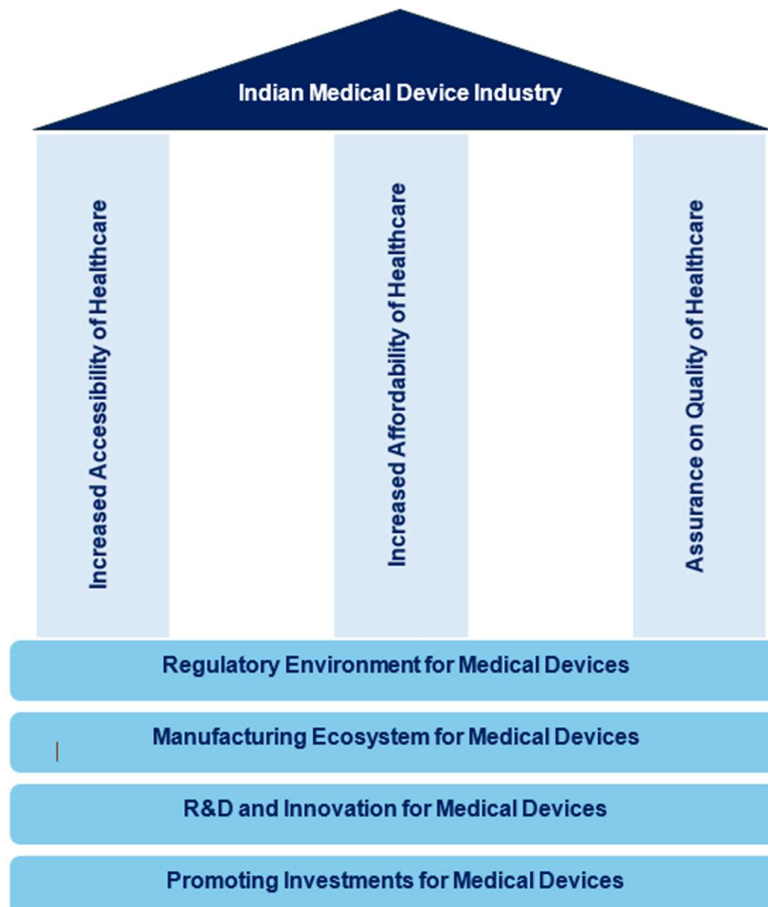 Indian Medical Device Industry
Increased Accessibility of Healthcare
Increased Affordability of Healthcare
Assurance on Quality of Healthcare
Regulatory Environment for Medical Devices
Manufacturing Ecosystem for Medical Devices
R&D and Innovation for Medical Devices
Promoting Investments for Medical Devices